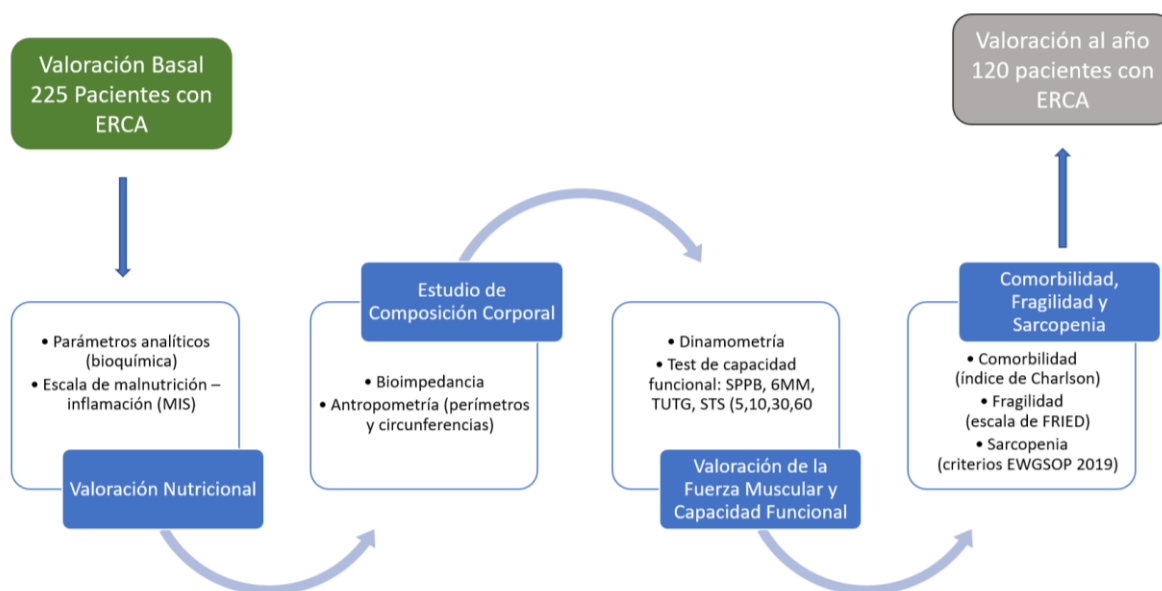 Valoración Basal
225 Pacientes con
ERCA
• Parámetros analíticos
(bioquímica)
• Escala de malnutrición –
inflamación (MIS)
Valoración Nutricional
Estudio de
Composición Corporal
• Bioimpedancia
• Antropometría (perímetros
y circunferencias)
• Dinamometría
• Test de capacidad
funcional: SPPB, 6MM,
TUTG, STS (5,10,30,60
Valoración de la
Fuerza Muscular y
Capacidad Funcional
Comorbilidad,
Fragilidad y
Sarcopenia
• Comorbilidad
(índice de Charlson)
• Fragilidad
(escala de FRIED)
• Sarcopenia
(criterios EWGSOP 2019)
Valoración al año
120 pacientes con
ERCA